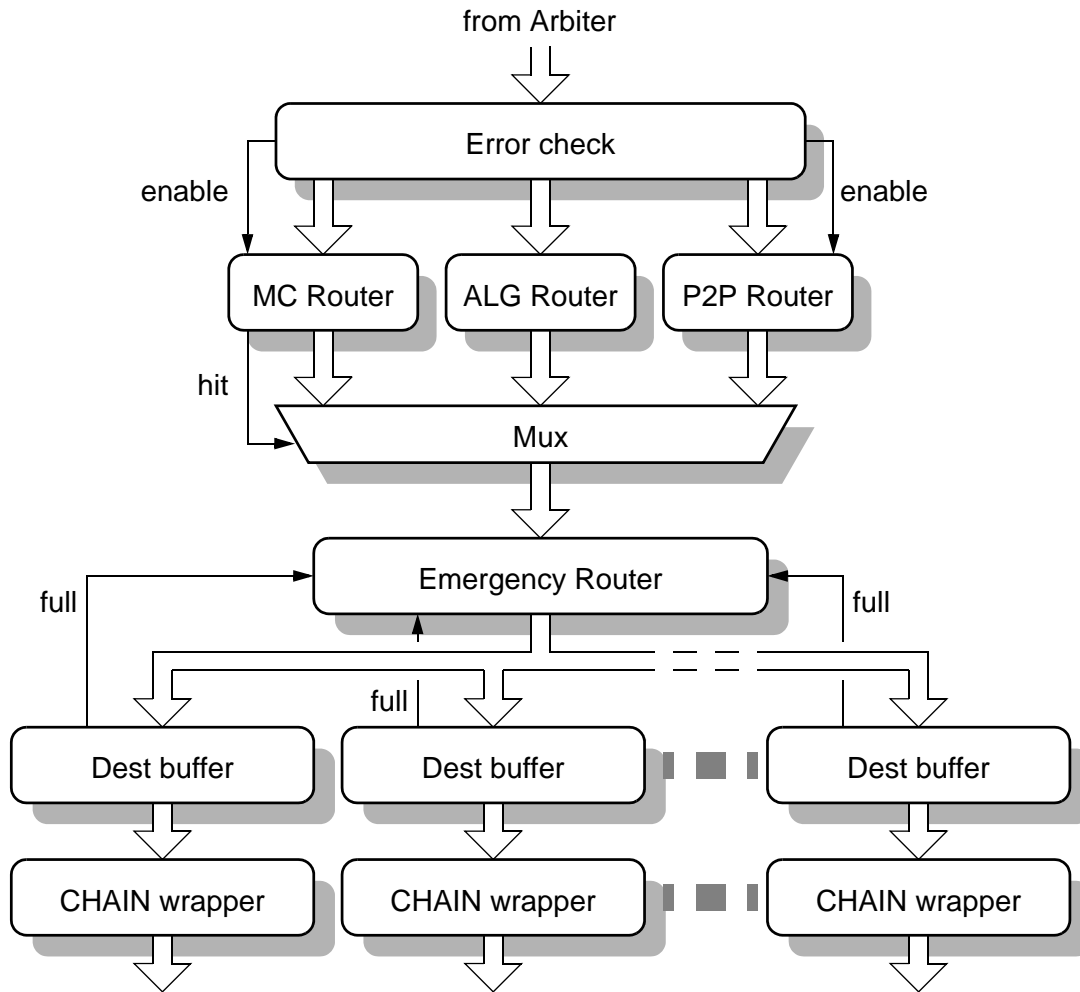 from Arbiter
Error check
enable
enable
MC Router
ALG Router
P2P Router
hit
Mux
Emergency Router
full
full
full
Dest buffer
Dest buffer
Dest buffer
CHAIN wrapper
CHAIN wrapper
CHAIN wrapper